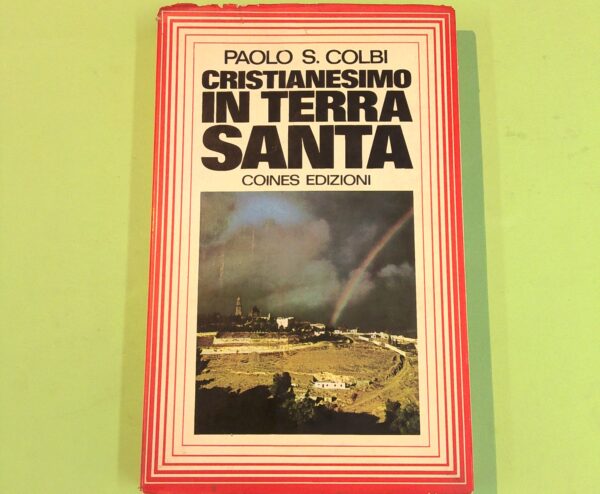 PAOLO S. COLBI
CRISTIANESIMO
IN TERRA
SANTA
COINES EDIZIONI